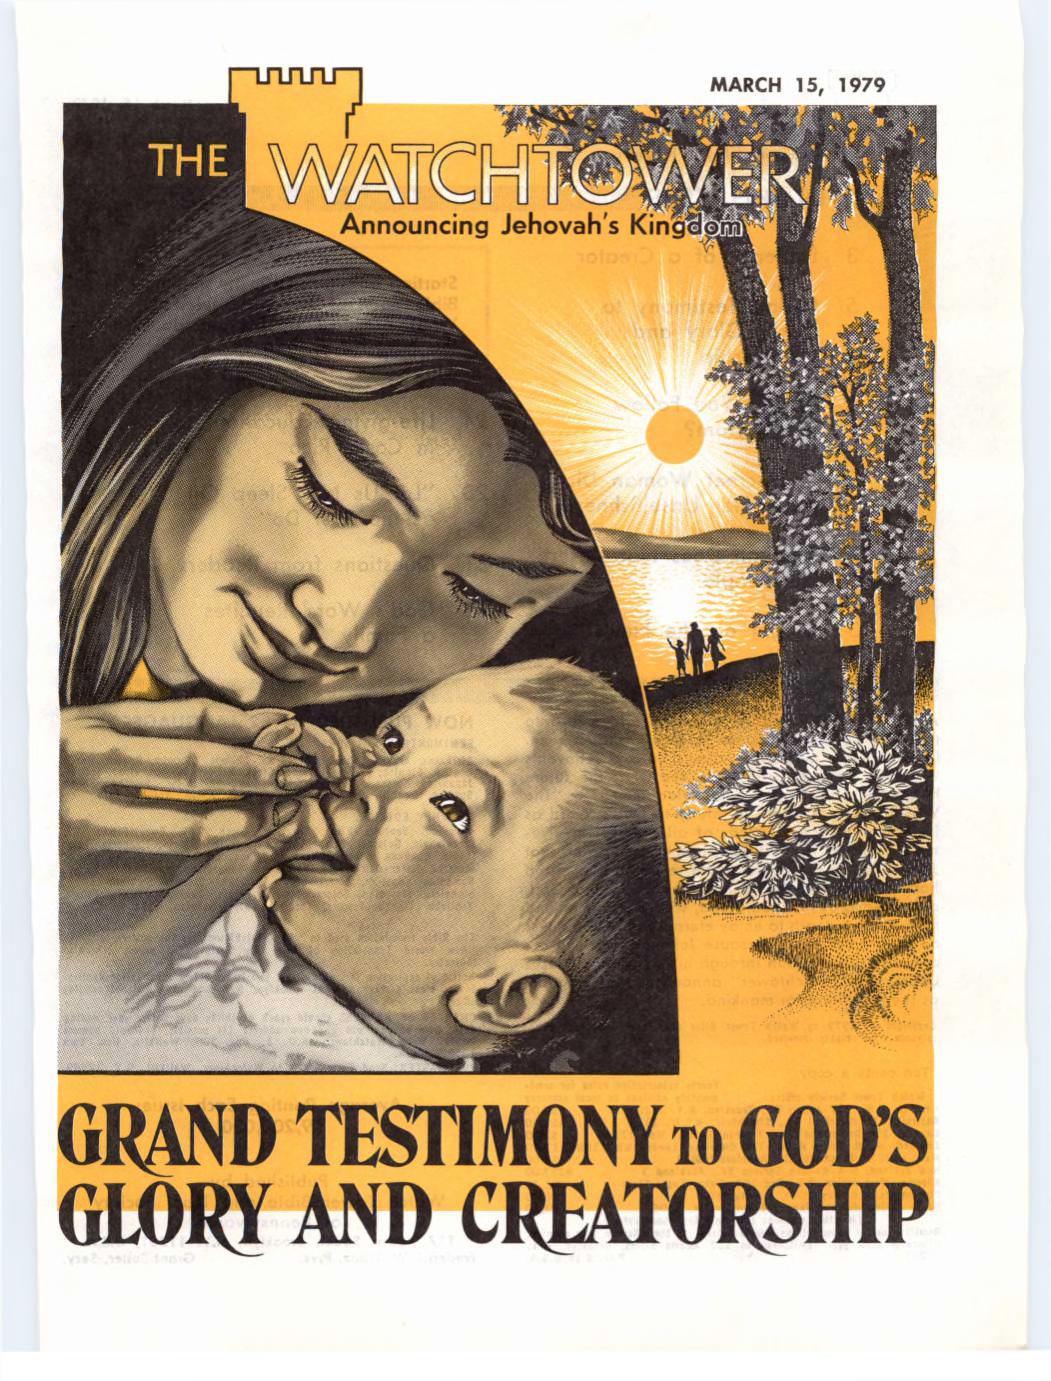 MARCH 15, 1979
THE WATCHTOWER
Announcing Jehovah's Kingdom
GRAND TESTIMONY TO GOD'S
GLORY AND CREATORSHIP